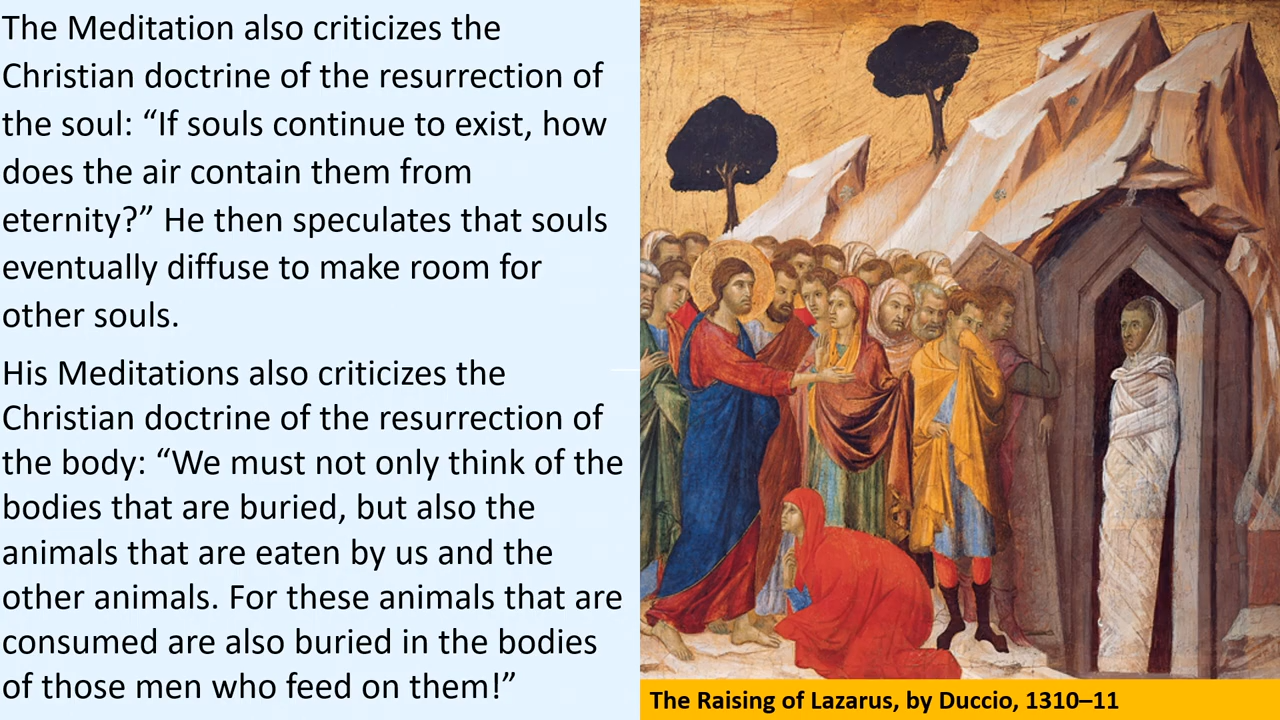 The Meditation also criticizes the
Christian doctrine of the resurrection of
the soul: “If souls continue to exist, how
does the air contain them from
eternity?” He then speculates that souls
eventually diffuse to make room for
other souls.
His Meditations also criticizes the
Christian doctrine of the resurrection of
the body: “We must not only think of the
bodies that are buried, but also the
animals that are eaten by us and the
other animals. For these animals that are
consumed are also buried in the bodies
of those men who feed on them!”
The Raising of Lazarus, by Duccio, 1310–11